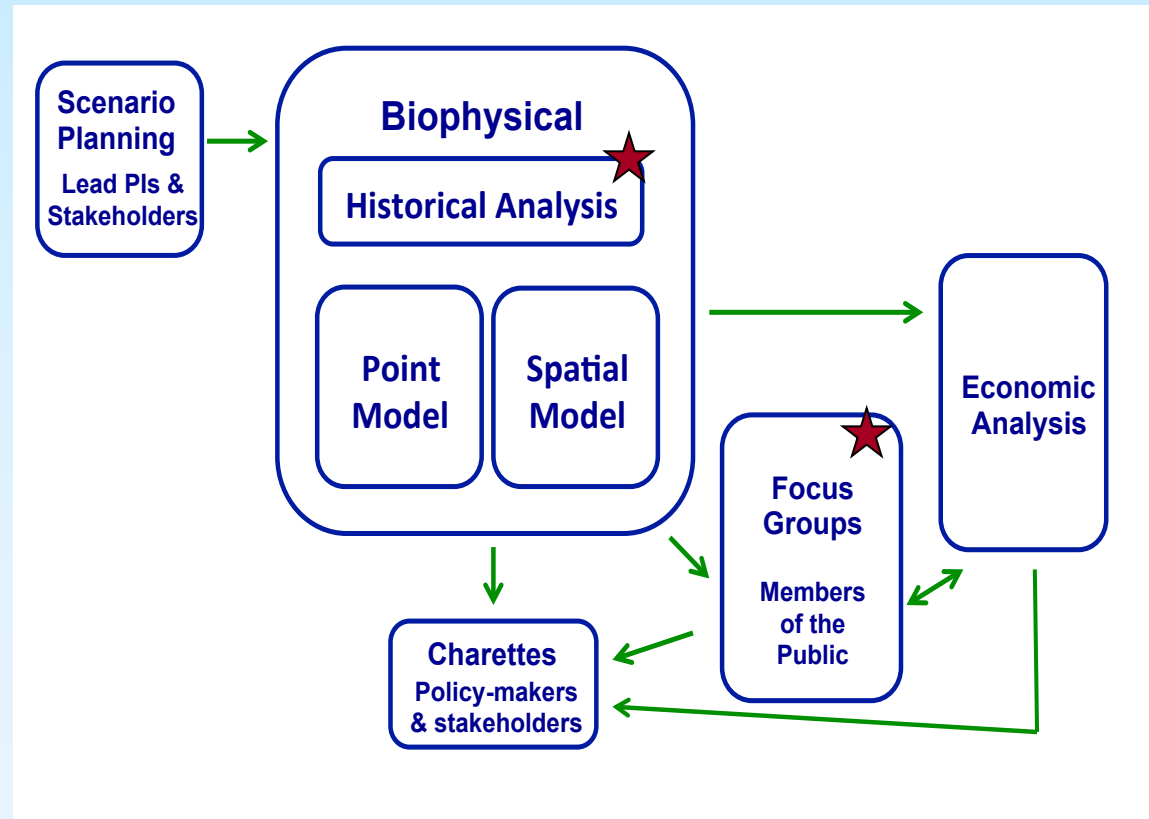 Scenario
Planning
Lead PIs &
Stakeholders
Biophysical
Historical Analysis
Point
Model
Spatial
Model
Economic
Analysis
Focus
Groups
Members
of the
Public
Charettes
Policy-makers
& stakeholders